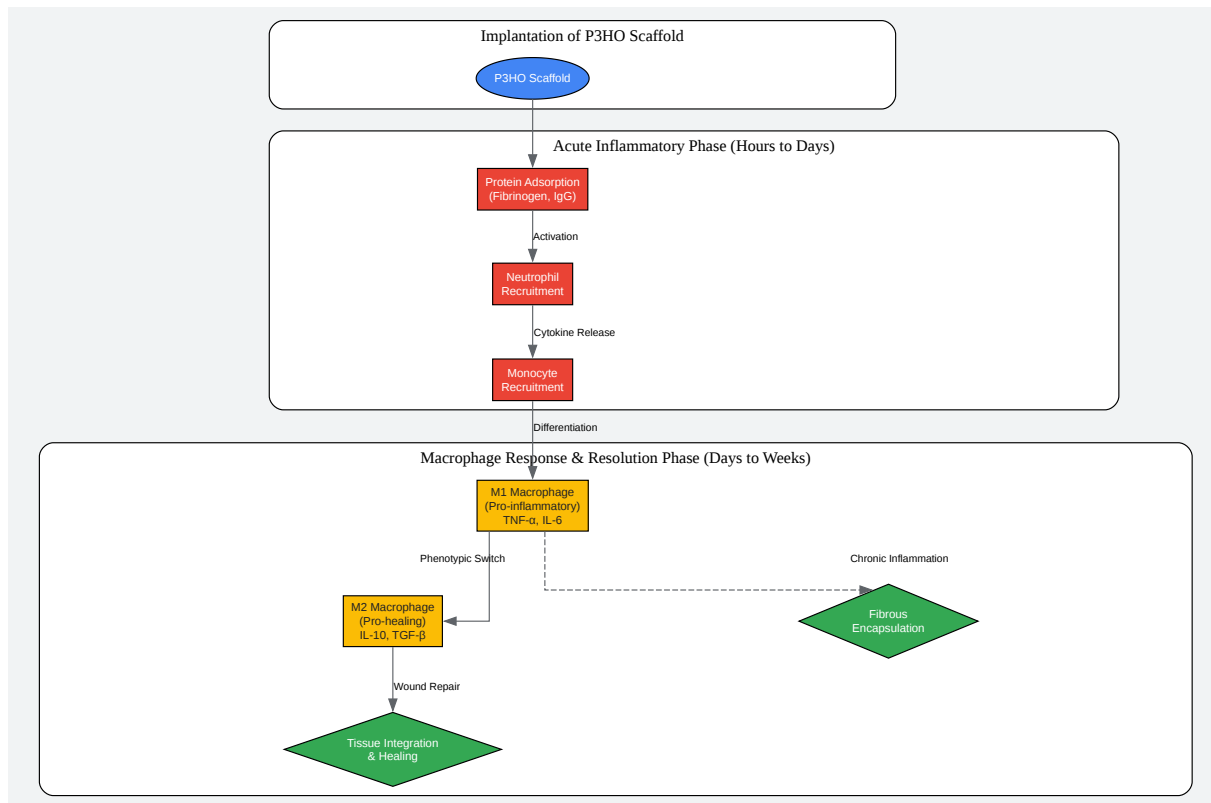 Implantation of P3HO Scaffold
P3HO Scaffold
Acute Inflammatory Phase (Hours to Days)
Protein Adsorption
(Fibrinogen, IgG)
Activation
Neutrophil
Recruitment
Cytokine Release
Monocyte
Recruitment
Differentiation
Macrophage Response & Resolution Phase (Days to Weeks)
M1 Macrophage
(Pro-inflammatory)
TNF-α, IL-6
Phenotypic Switch
Chronic Inflammation
M2 Macrophage
(Pro-healing)
IL-10, TGF-β
Fibrous
Encapsulation
Wound Repair
Tissue Integration
& Healing